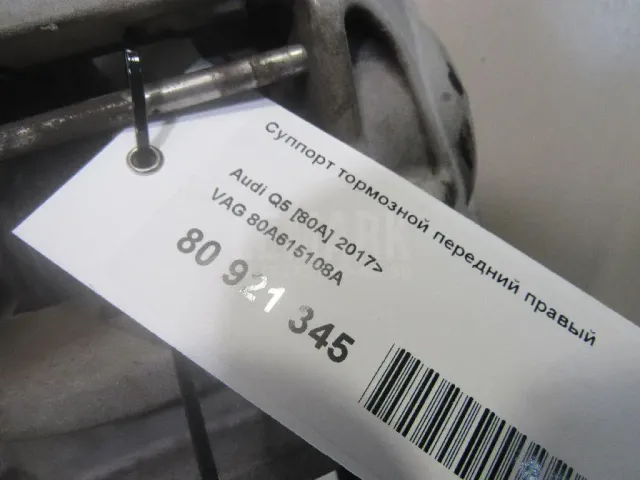 Суппорт тормозной передний правый
Audi Q5 [80A] 2017>
VAG 80A615108A
80 921 345